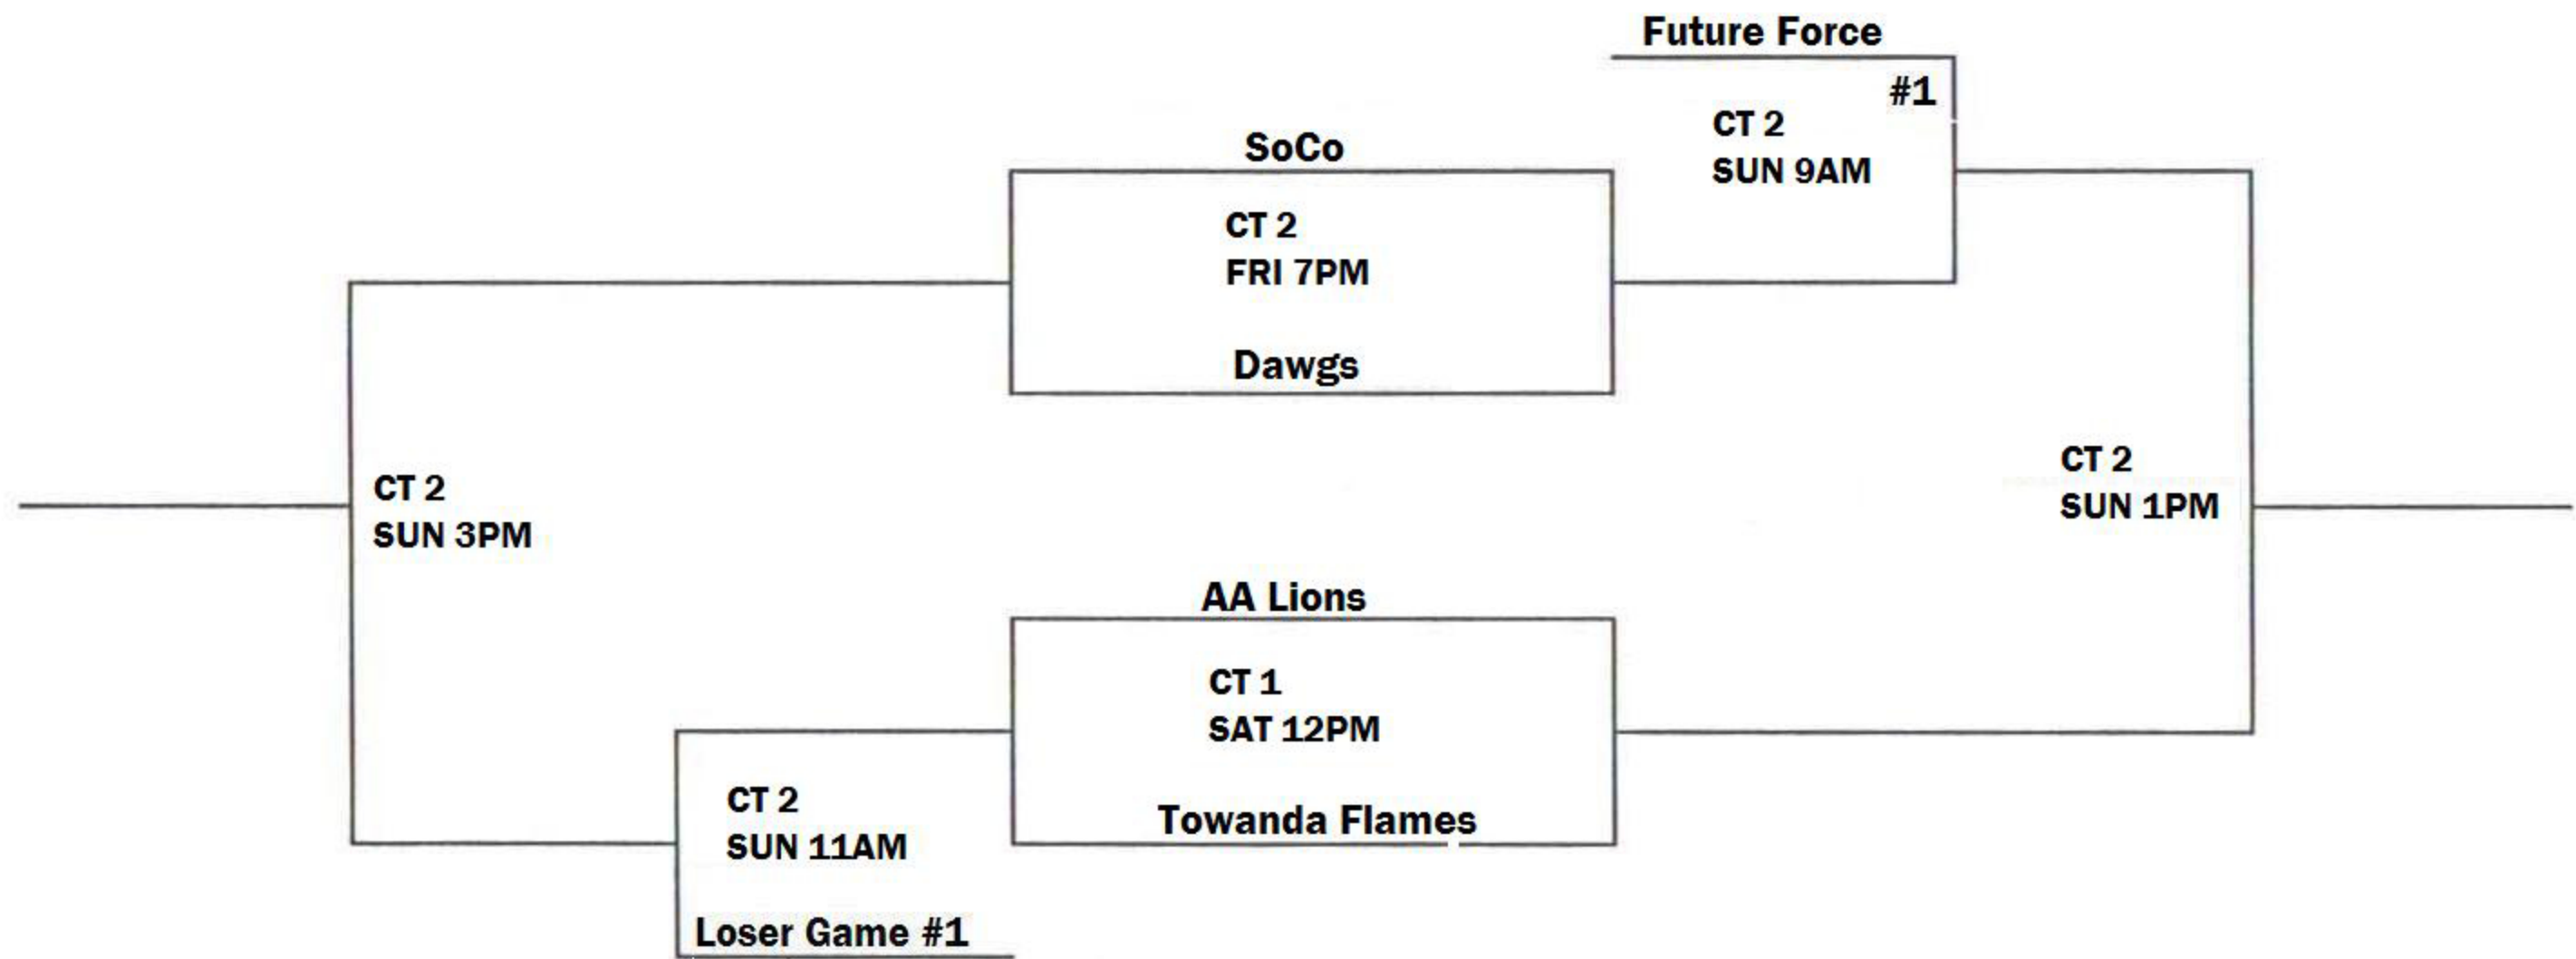 Future Force
#1
CT 2
SUN 9AM
SoCo
CT 2
FRI 7PM
Dawgs
CT 2
SUN 3PM
CT 2
SUN 1PM
AA Lions
CT 1
SAT 12PM
Towanda Flames
CT 2
SUN 11AM
Loser Game #1